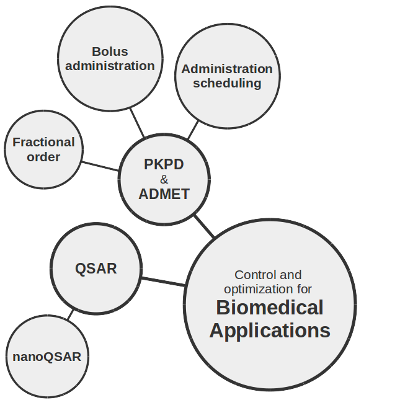 Bolus
administration
Administration
scheduling
Fractional
order
PKPD
&
ADMET
QSAR
nanoQSAR
Control and
optimization for
Biomedical
Applications